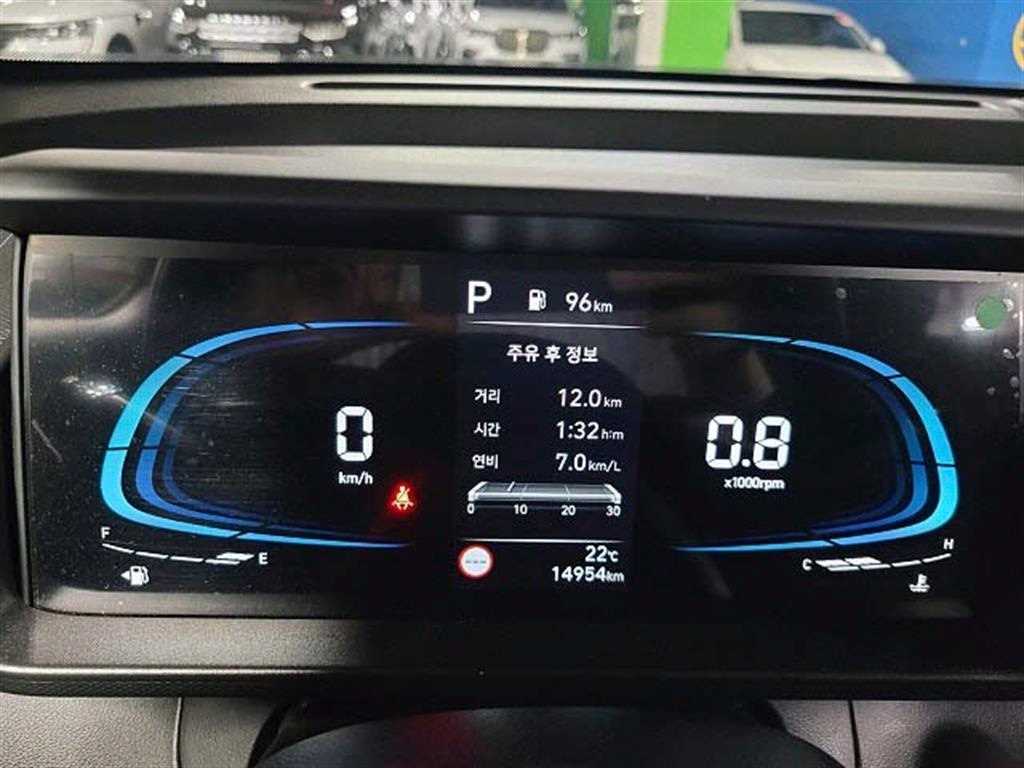 P 96km
주유 후 정보
거리 12.0km
시간 1:32h:m
연비 7.0km/L
0 10 20 30
0
km/h
0.8
x1000rpm
F E
C H
22℃
14954km